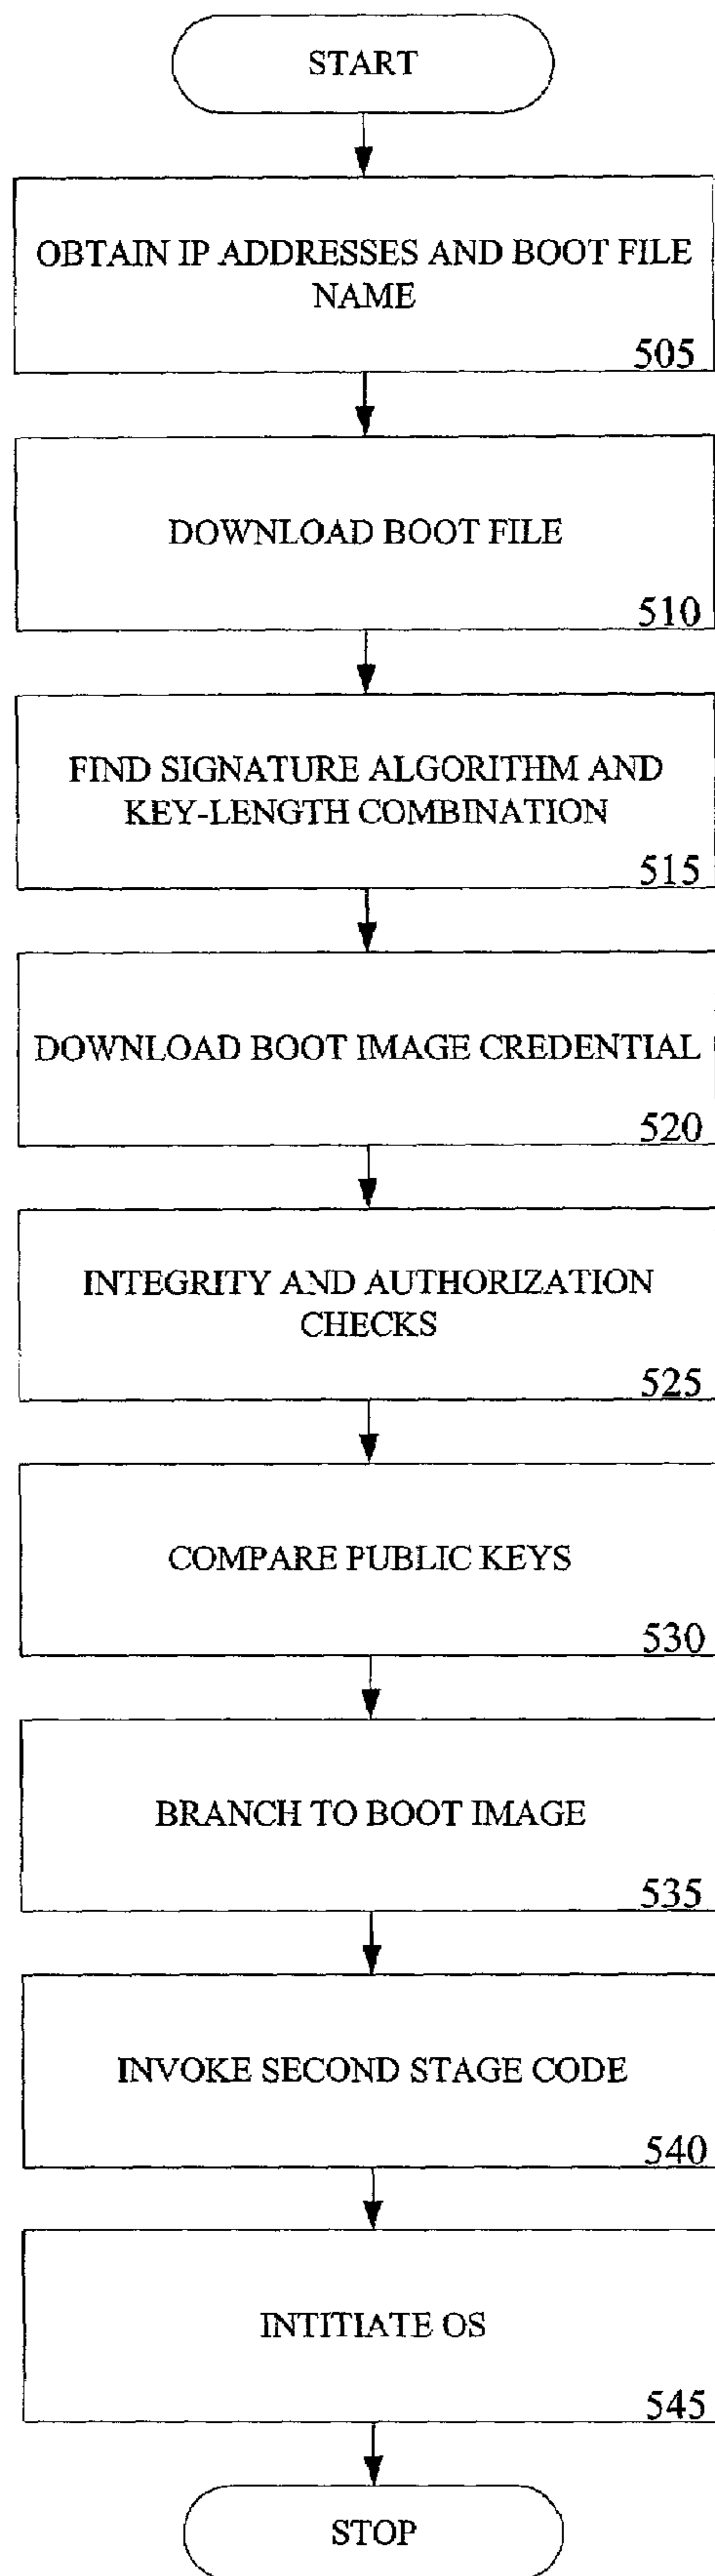 START
OBTAIN IP ADDRESSES AND BOOT FILE
NAME
505
DOWNLOAD BOOT FILE
510
FIND SIGNATURE ALGORITHM AND
KEY-LENGTH COMBINATION
515
DOWNLOAD BOOT IMAGE CREDENTIAL
520
INTEGRITY AND AUTHORIZATION
CHECKS
525
COMPARE PUBLIC KEYS
530
BRANCH TO BOOT IMAGE
535
INVOKE SECOND STAGE CODE
540
INTITIATE OS
545
STOP